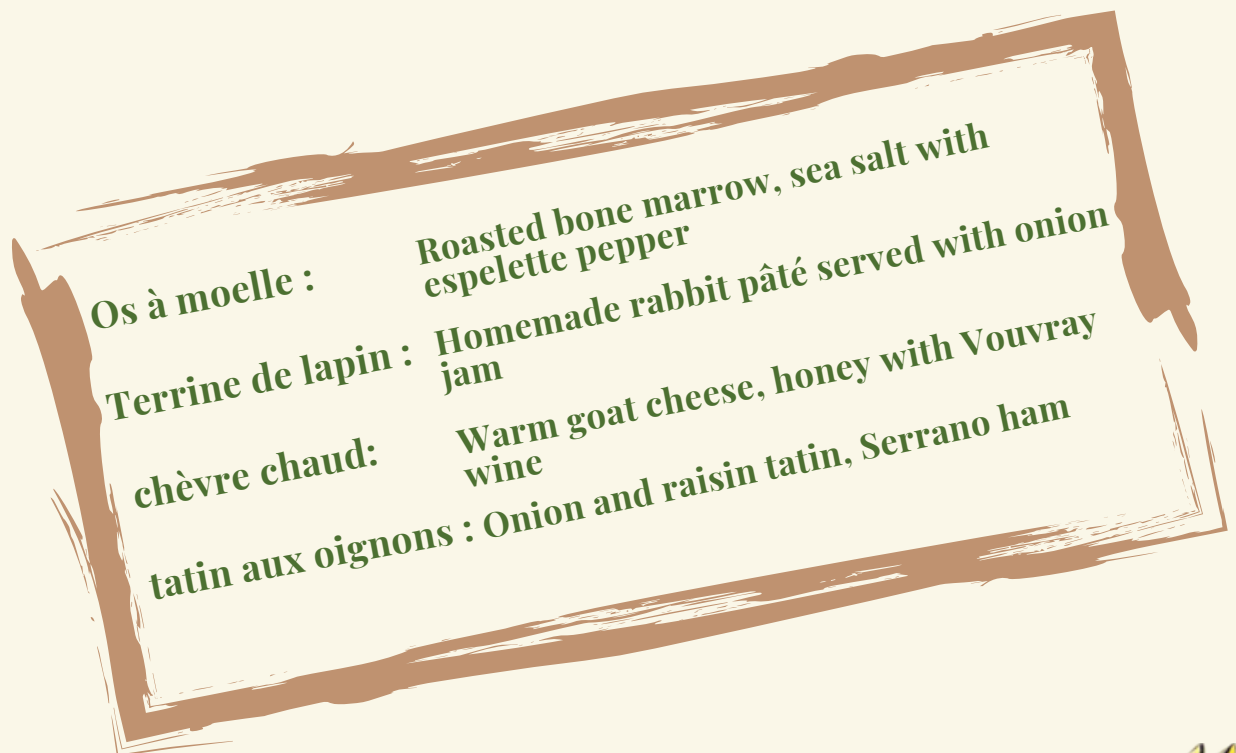 Os à moelle : Roasted bone marrow, sea salt with
espelette pepper
Terrine de lapin : Homemade rabbit pâté served with onion
jam
chèvre chaud: Warm goat cheese, honey with Vouvray
wine
tatin aux oignons : Onion and raisin tatin, Serrano ham